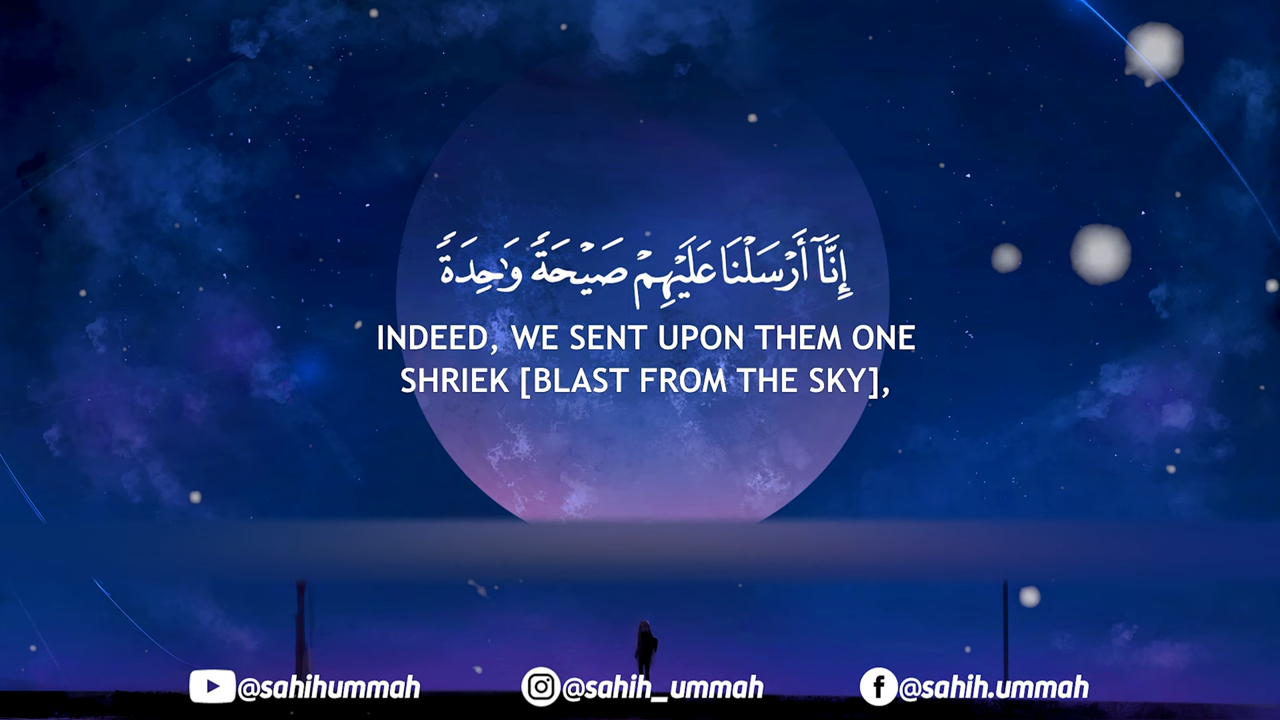 إِنَّآ أَرْسَلْنَا عَلَيْهِمْ صَيْحَةً وَٰحِدَةً
INDEED, WE SENT UPON THEM ONE
SHRIEK [BLAST FROM THE SKY],
@sahihummah @sahih_ummah @sahih.ummah